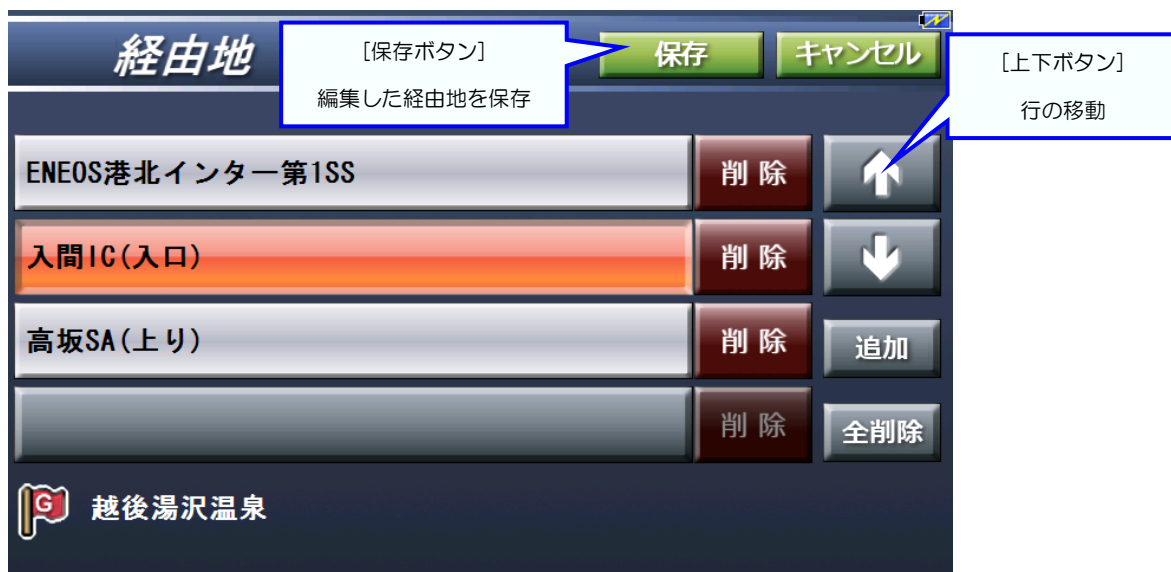 経由地
[保存ボタン]
編集した経由地を保存
保存
キャンセル
[上下ボタン]
行の移動
ENEOS港北インター第1SS
削除
入間IC(入口)
削除
高坂SA(上り)
削除
追加
削除
全削除
G
越後湯沢温泉